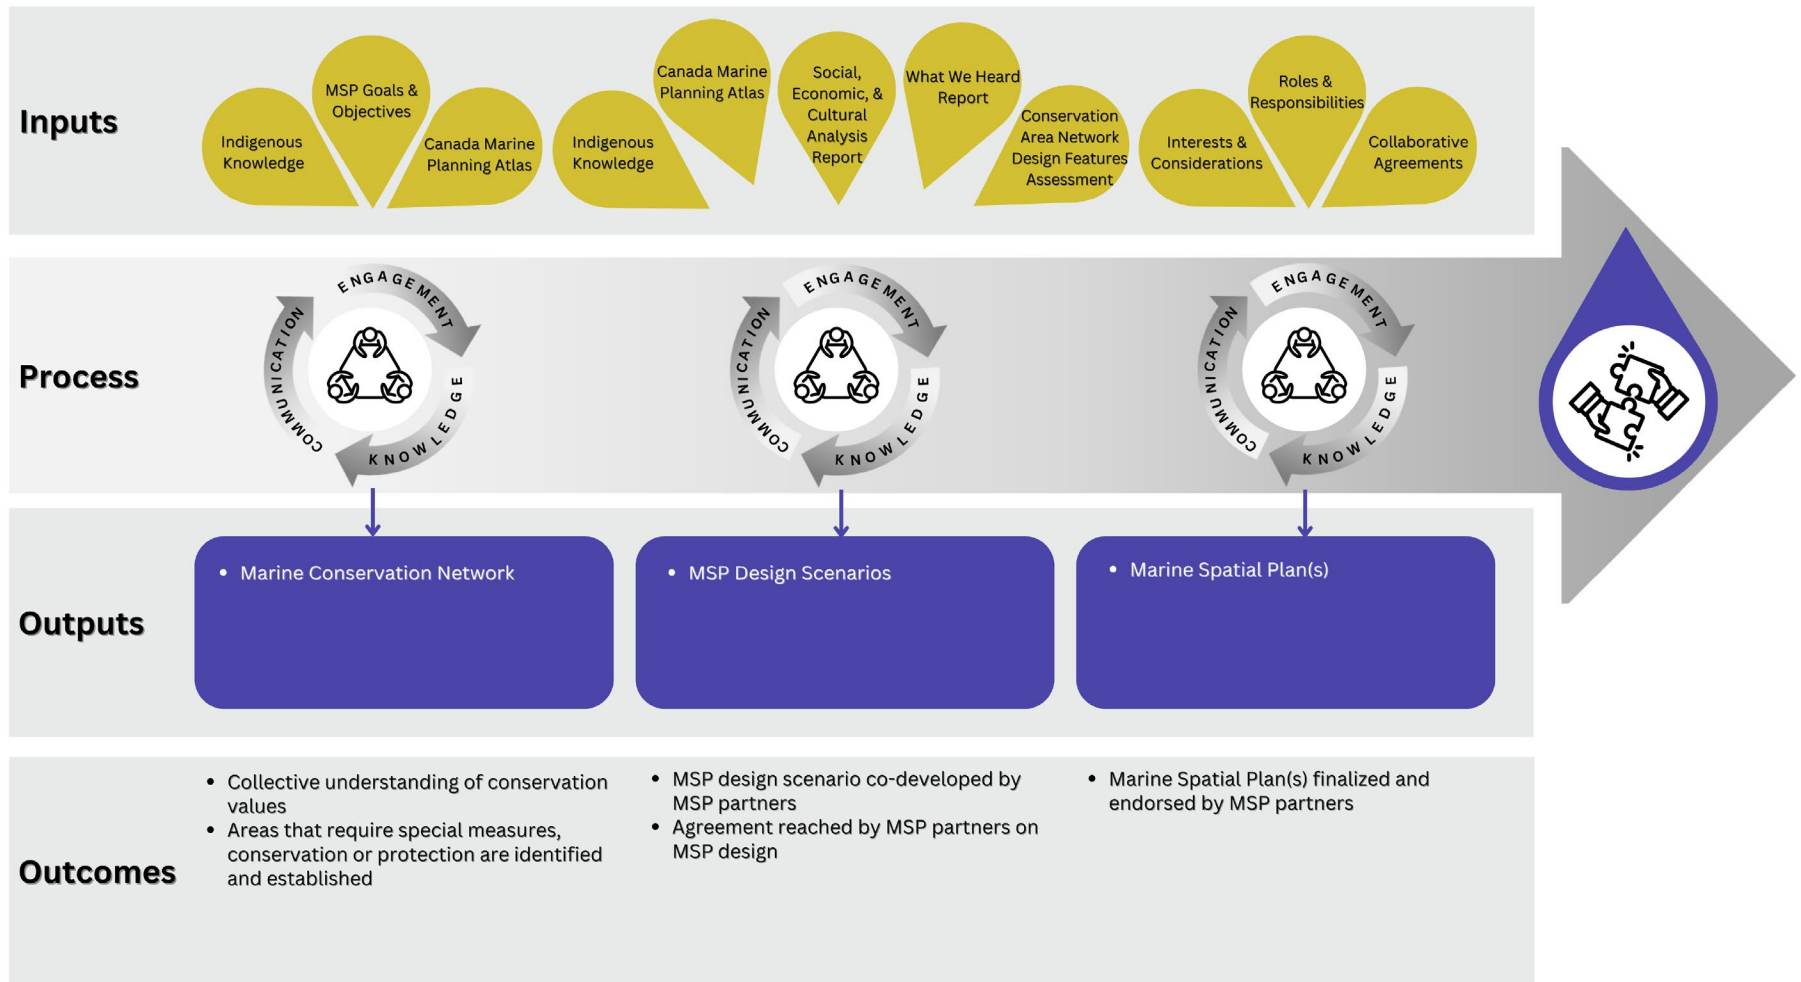 Inputs
Indigenous
Knowledge
MSP Goals &
Objectives
Canada Marine
Planning Atlas
Indigenous
Knowledge
Canada Marine
Planning Atlas
Social,
Economic, &
Cultural
Analysis
Report
What We Heard
Report
Conservation
Area Network
Design Features
Assessment
Interests &
Considerations
Roles &
Responsibilities
Collaborative
Agreements
Process
ENGAGEMENT
KNOWLEDGE
COMMUNICATION
ENGAGEMENT
KNOWLEDGE
COMMUNICATION
ENGAGEMENT
KNOWLEDGE
COMMUNICATION
Outputs
• Marine Conservation Network
• MSP Design Scenarios
• Marine Spatial Plan(s)
Outcomes
• Collective understanding of conservation
values
• Areas that require special measures,
conservation or protection are identified
and established
• MSP design scenario co-developed by
MSP partners
• Agreement reached by MSP partners on
MSP design
• Marine Spatial Plan(s) finalized and
endorsed by MSP partners